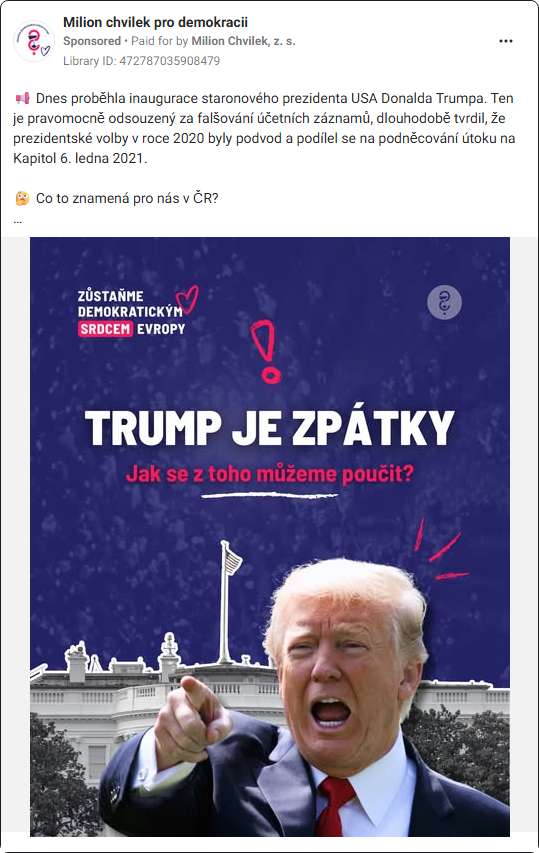 Milion chvilek pro demokracii
Sponsored • Paid for by Milion Chvilek, z. s.
Library ID: 472787035908479
Dnes proběhla inaugurace staronového prezidenta USA Donalda Trumpa. Ten
je pravomocně odsouzený za falšování účetních záznamů, dlouhodobě tvrdil, že
prezidentské volby v roce 2020 byly podvod a podílel se na podněcování útoku na
Kapitol 6. ledna 2021.
Co to znamená pro nás v ČR?
...
ZŮSTAŇME
DEMOKRATICKÝM
SRDCEM EVROPY
TRUMP JE ZPÁTKY
Jak se z toho můžeme poučit?